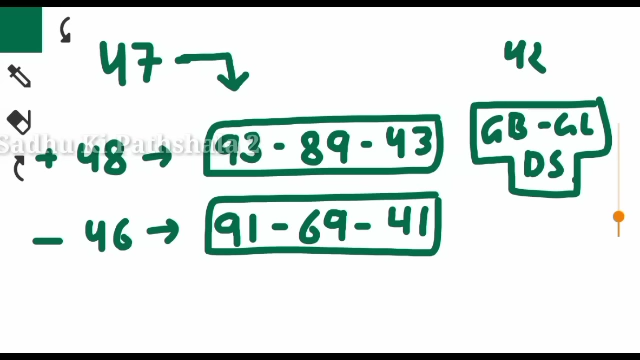 47
42
+ 48 → 93 - 89 - 43
GB - GL
DS
- 46 → 91 - 69 - 41
Sadhu Ki Pathshala